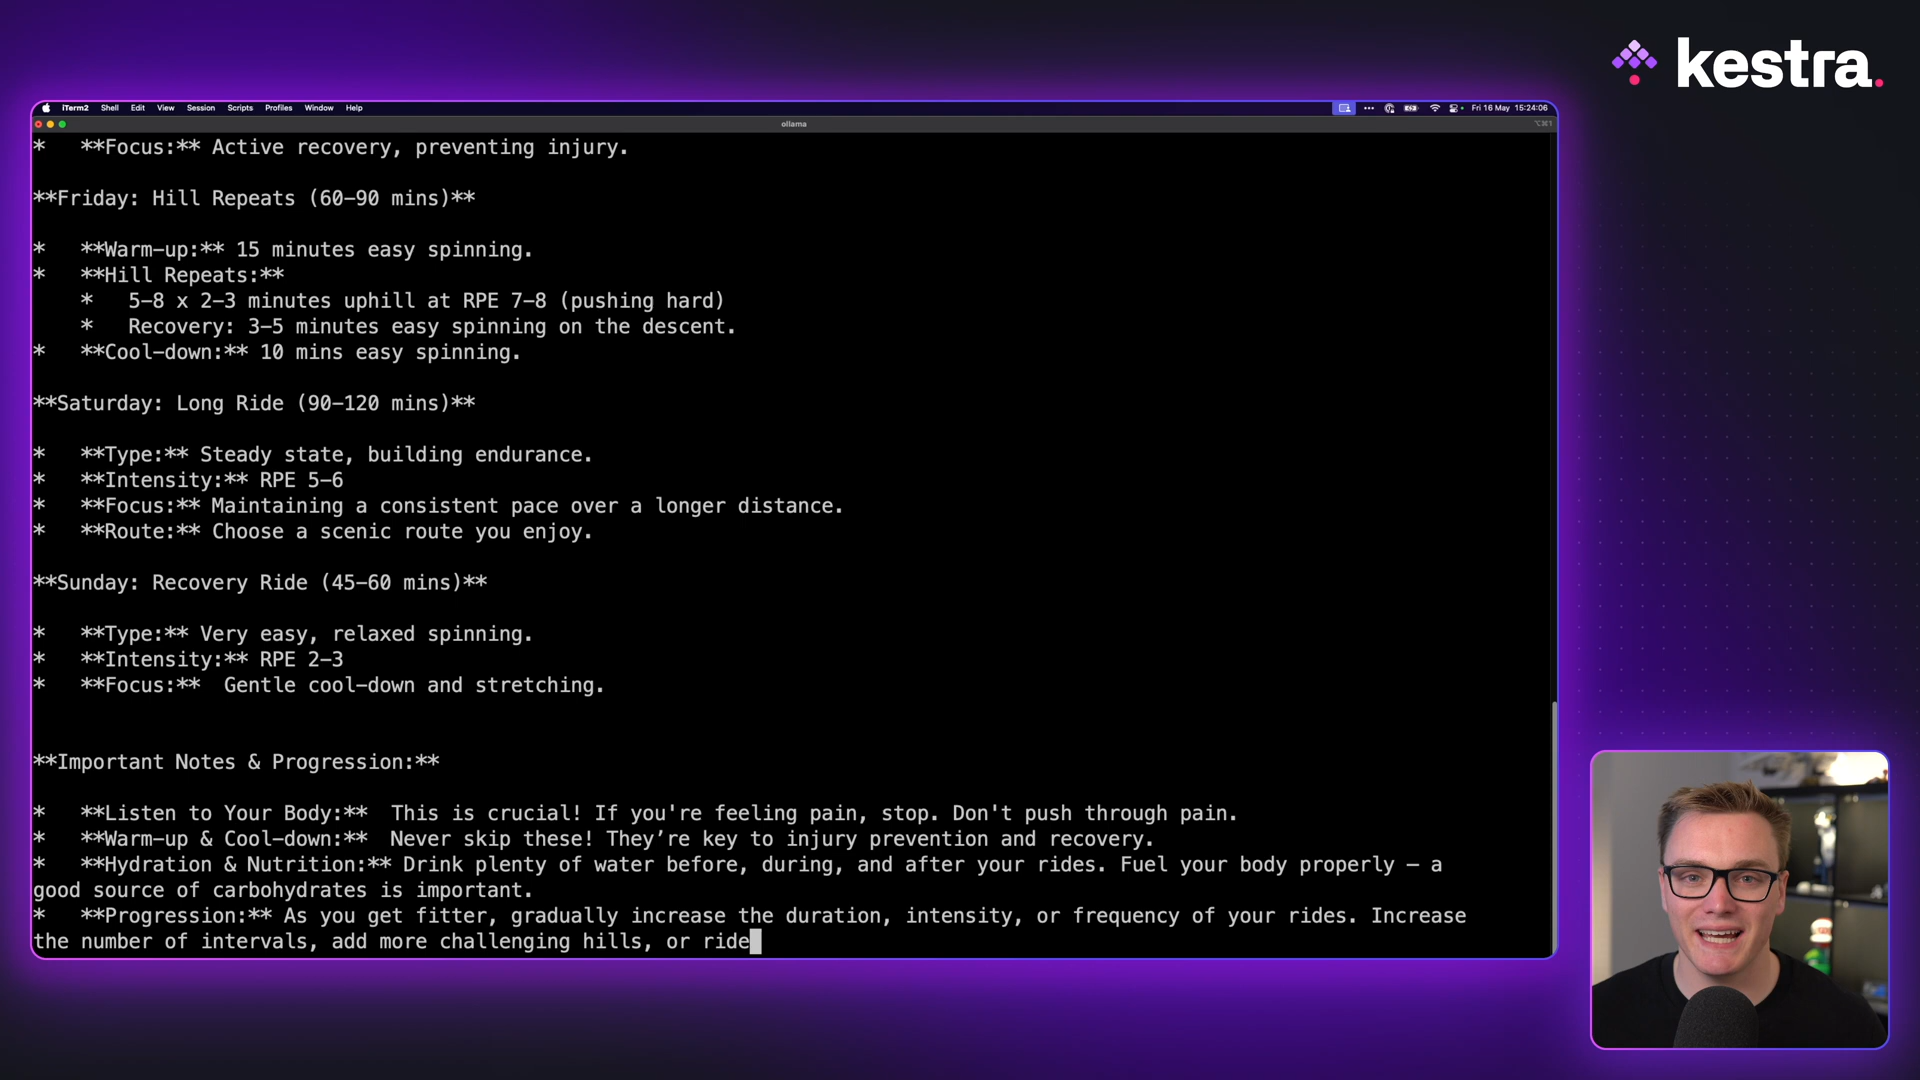 kestra.
iTerm2 Shell Edit View Session Scripts Profiles Window Help
Fri 16 May 15:24:06
ollama
⌥⌘1
* **Focus:** Active recovery, preventing injury.
**Friday: Hill Repeats (60-90 mins)**
* **Warm-up:** 15 minutes easy spinning.
* **Hill Repeats:**
* 5-8 x 2-3 minutes uphill at RPE 7-8 (pushing hard)
* Recovery: 3-5 minutes easy spinning on the descent.
* **Cool-down:** 10 mins easy spinning.
**Saturday: Long Ride (90-120 mins)**
* **Type:** Steady state, building endurance.
* **Intensity:** RPE 5-6
* **Focus:** Maintaining a consistent pace over a longer distance.
* **Route:** Choose a scenic route you enjoy.
**Sunday: Recovery Ride (45-60 mins)**
* **Type:** Very easy, relaxed spinning.
* **Intensity:** RPE 2-3
* **Focus:** Gentle cool-down and stretching.
**Important Notes & Progression:**
* **Listen to Your Body:** This is crucial! If you're feeling pain, stop. Don't push through pain.
* **Warm-up & Cool-down:** Never skip these! They’re key to injury prevention and recovery.
* **Hydration & Nutrition:** Drink plenty of water before, during, and after your rides. Fuel your body properly – a
good source of carbohydrates is important.
* **Progression:** As you get fitter, gradually increase the duration, intensity, or frequency of your rides. Increase
the number of intervals, add more challenging hills, or ride